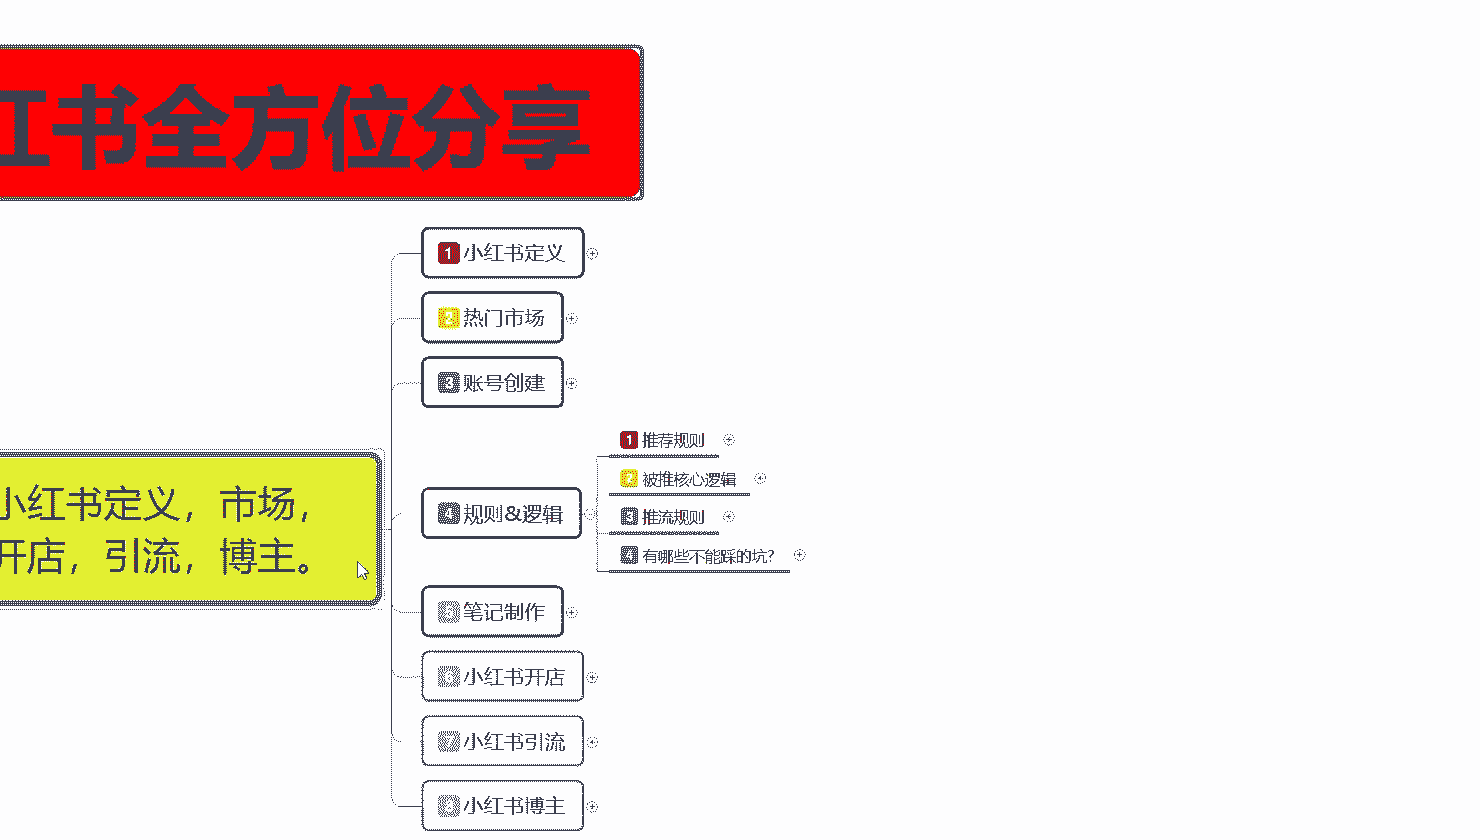 红书全方位分享
1 小红书定义
2 热门市场
3 账号创建
1 推荐规则
2 被推核心逻辑
4 规则&逻辑
3 推流规则
4 有哪些不能踩的坑?
小红书定义，市场，
开店，引流，博主。
5 笔记制作
6 小红书开店
7 小红书引流
8 小红书博主